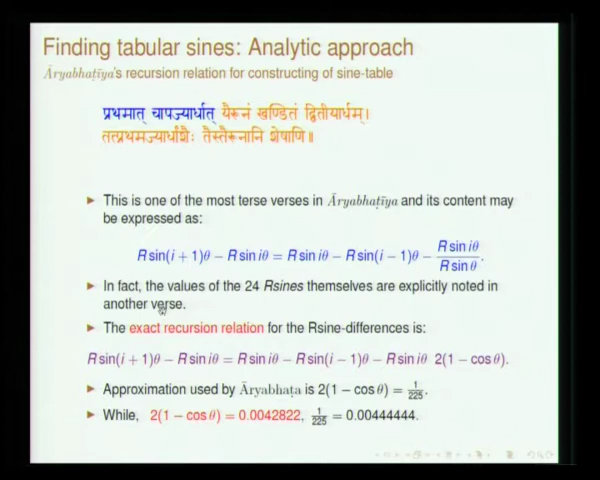 Finding tabular sines: Analytic approach
Āryabhaṭīya's recursion relation for constructing of sine-table
प्रथमात् चापज्यार्धात् यैरूनं खण्डितं द्वितीयार्धम्।
तत्प्रथमज्यार्धांशैः तैस्तैरूनानि शेषाणि॥
► This is one of the most terse verses in Āryabhaṭīya and its content may
be expressed as:
R sin(i + 1)θ − R sin iθ = R sin iθ − R sin(i − 1)θ − R sin iθ / R sin θ.
► In fact, the values of the 24 Rsines themselves are explicitly noted in
another verse.
► The exact recursion relation for the Rsine-differences is:
R sin(i + 1)θ − R sin iθ = R sin iθ − R sin(i − 1)θ − R sin iθ 2(1 − cos θ).
► Approximation used by Āryabhaṭa is 2(1 − cos θ) = 1/225.
► While, 2(1 − cos θ) = 0.0042822, 1/225 = 0.00444444.